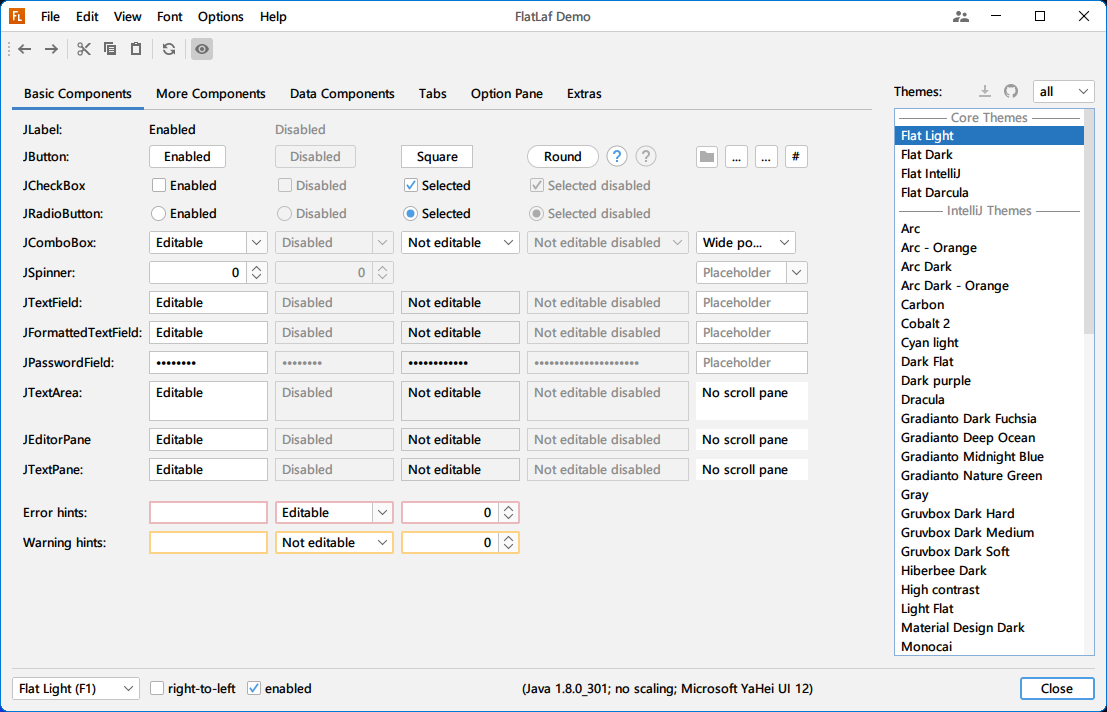 FL File Edit View Font Options Help FlatLaf Demo
Basic Components More Components Data Components Tabs Option Pane Extras
JLabel: Enabled Disabled
JButton: Enabled Disabled Square Round ? ? ... ... #
JCheckBox Enabled Disabled Selected Selected disabled
JRadioButton: Enabled Disabled Selected Selected disabled
JComboBox: Editable Disabled Not editable Not editable disabled Wide po...
JSpinner: 0 0 Placeholder
JTextField: Editable Disabled Not editable Not editable disabled Placeholder
JFormattedTextField: Editable Disabled Not editable Not editable disabled Placeholder
JPasswordField: •••••••• •••••••• •••••••••••• ••••••••••••••••••••• Placeholder
JTextArea: Editable Disabled Not editable Not editable disabled No scroll pane
JEditorPane Editable Disabled Not editable Not editable disabled No scroll pane
JTextPane: Editable Disabled Not editable Not editable disabled No scroll pane
Error hints: Editable 0
Warning hints: Not editable 0
Themes: all
Core Themes
Flat Light
Flat Dark
Flat IntelliJ
Flat Darcula
IntelliJ Themes
Arc
Arc - Orange
Arc Dark
Arc Dark - Orange
Carbon
Cobalt 2
Cyan light
Dark Flat
Dark purple
Dracula
Gradianto Dark Fuchsia
Gradianto Deep Ocean
Gradianto Midnight Blue
Gradianto Nature Green
Gray
Gruvbox Dark Hard
Gruvbox Dark Medium
Gruvbox Dark Soft
Hiberbee Dark
High contrast
Light Flat
Material Design Dark
Monocai
Flat Light (F1) right-to-left enabled (Java 1.8.0_301; no scaling; Microsoft YaHei UI 12) Close